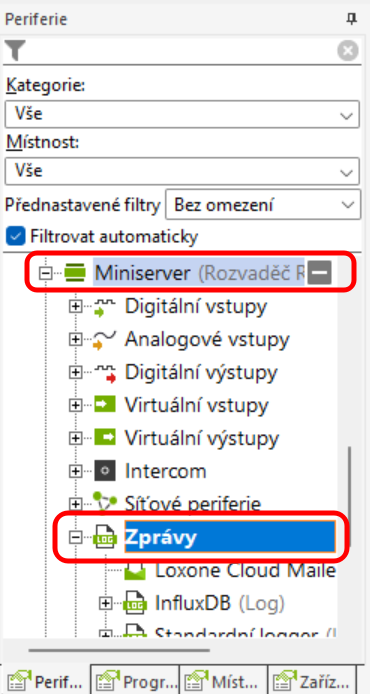 Periferie
Kategorie:
Vše
Místnost:
Vše
Přednastavené filtry Bez omezení
Filtrovat automaticky
Miniserver (Rozvaděč R
Digitální vstupy
Analogové vstupy
Digitální výstupy
Virtuální vstupy
Virtuální výstupy
Intercom
Síťové periferie
LOG Zprávy
Loxone Cloud Maile
LOG InfluxDB (Log)
Standardní logger (l
Perif... Progr... Míst... Zaříz...